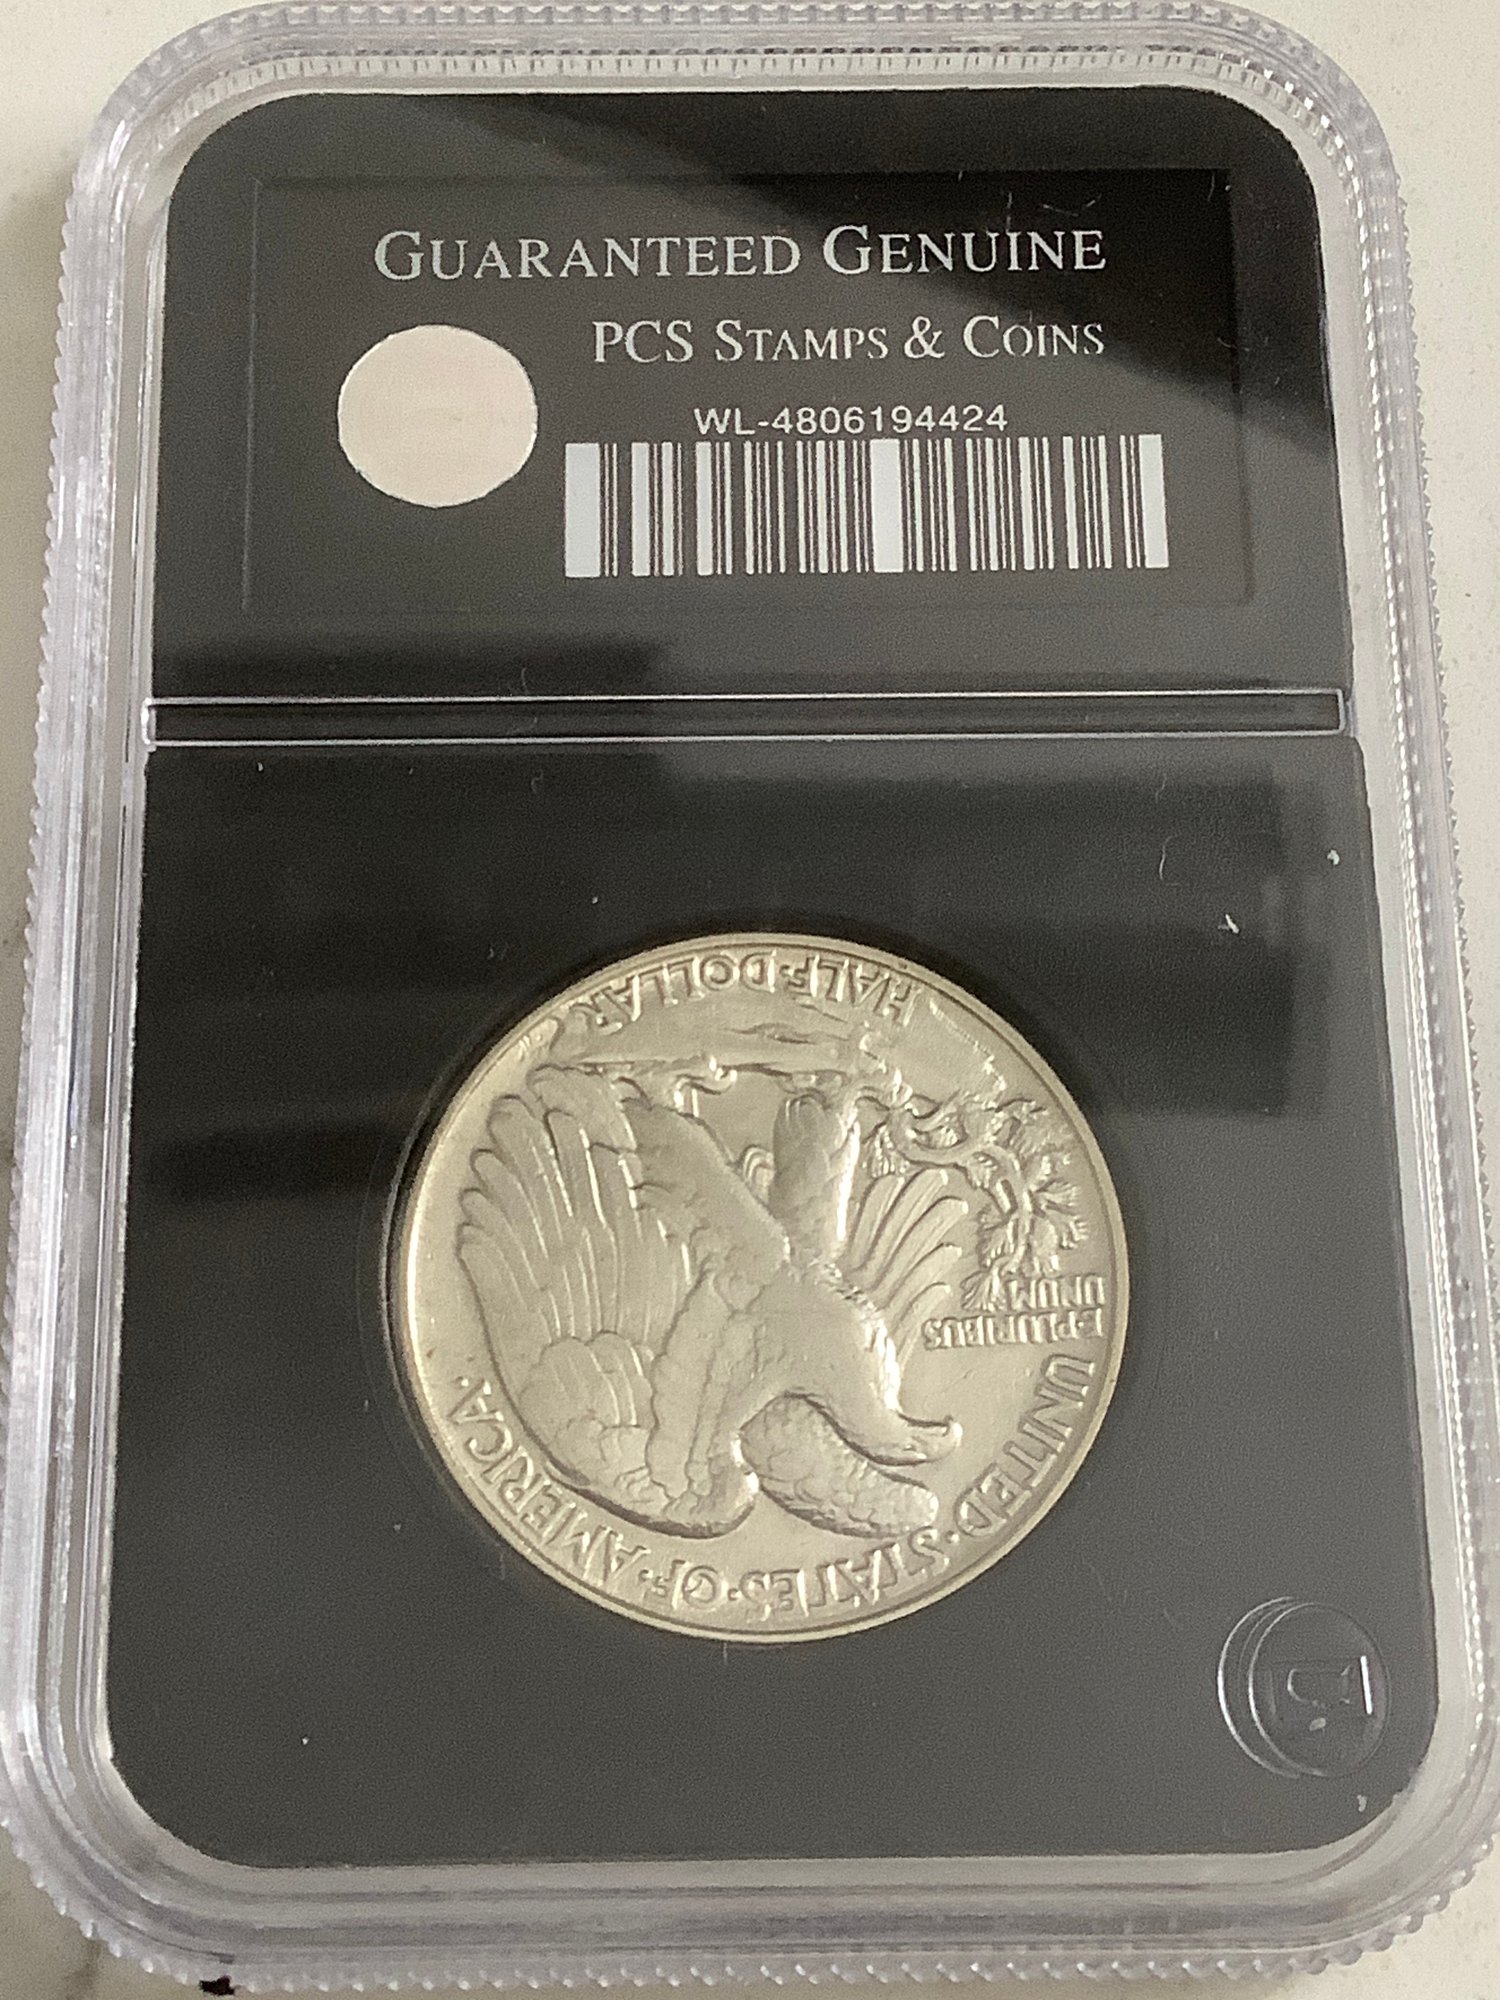 GUARANTEED GENUINE
PCS STAMPS & COINS
WL-4806194424
UNITED·STATES·OF·AMERICA·
E·PLURIBUS
UNUM
HALF·DOLLAR